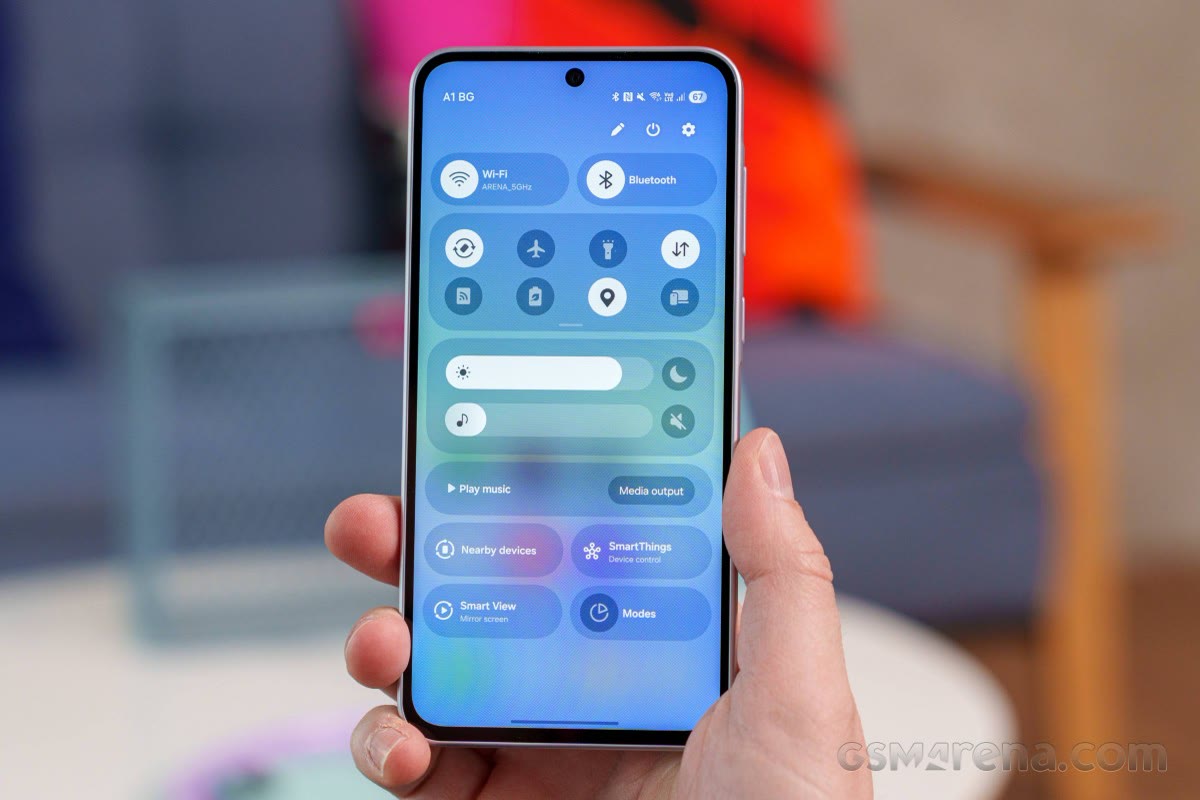 A1 BG
67
Wi-Fi
ARENA_5GHz
Bluetooth
Play music
Media output
Nearby devices
SmartThings
Device control
Smart View
Mirror screen
Modes
GSMArena.com